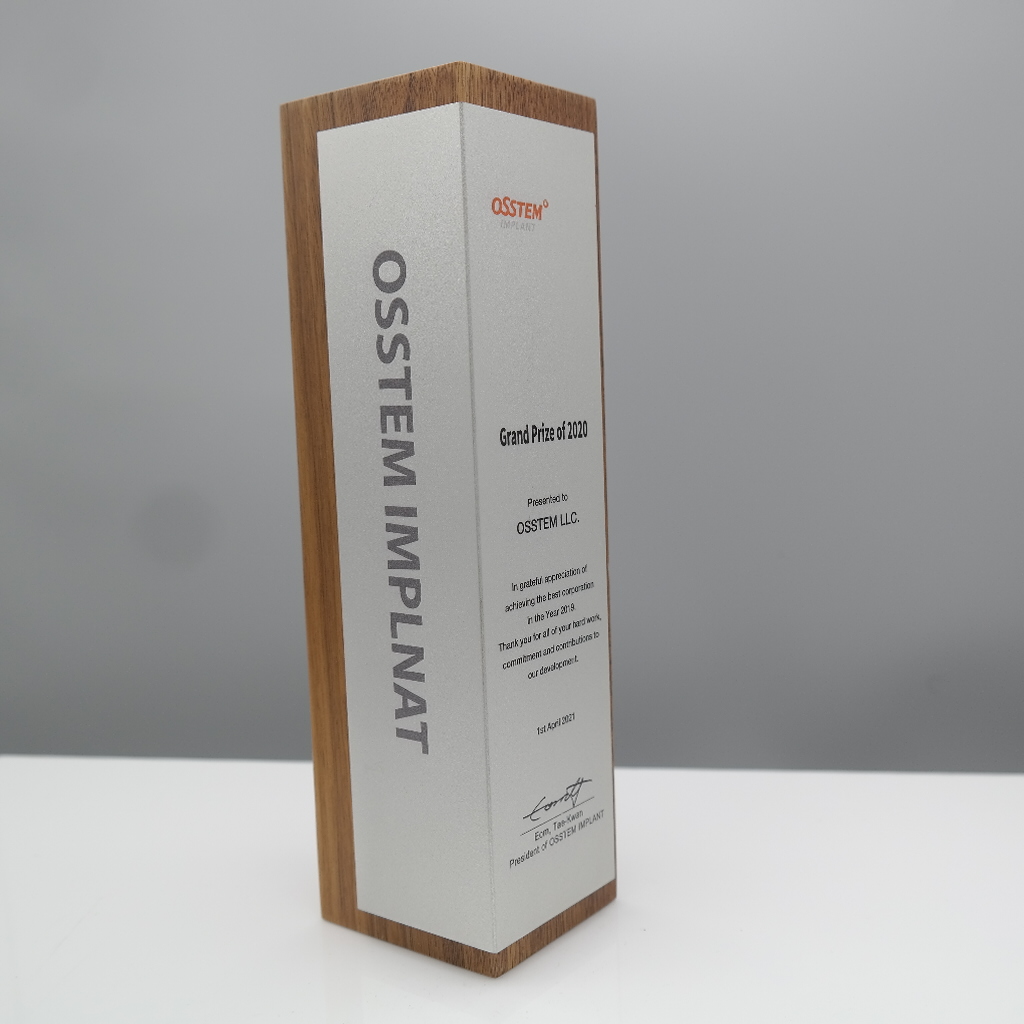 OSSTEM IMPLNAT
OSSTEM
IMPLANT
Grand Prize of 2020
Presented to
OSSTEM LLC.
In grateful appreciation of
achieving the best corporation
in the Year 2019.
Thank you for all of your hard work,
commitment and contributions to
our development.
1st April 2021
Eom, Tae-Kwan
President of OSSTEM IMPLANT